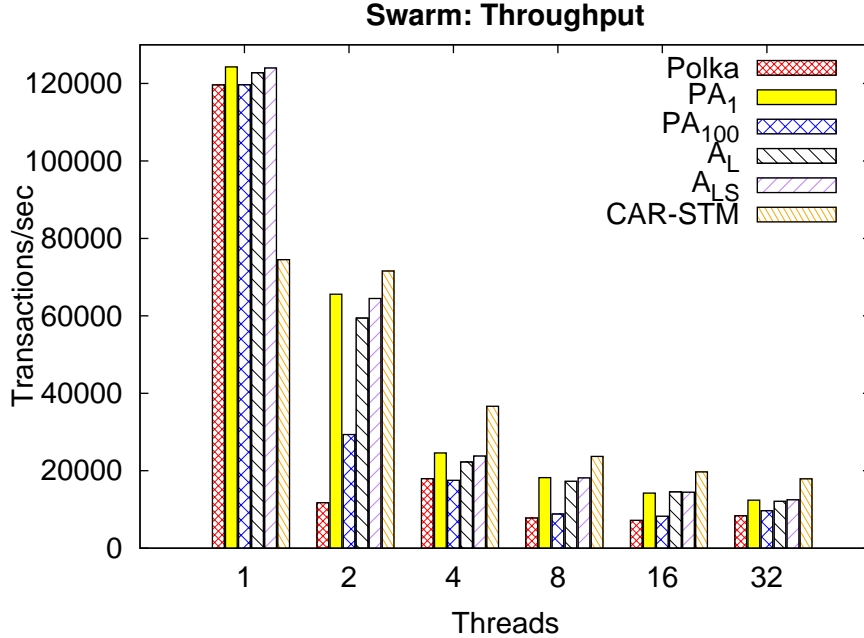 Swarm: Throughput
Transactions/sec
120000
100000
80000
60000
40000
20000
0
Polka
PA1
PA100
AL
ALS
CAR-STM
1 2 4 8 16 32
Threads